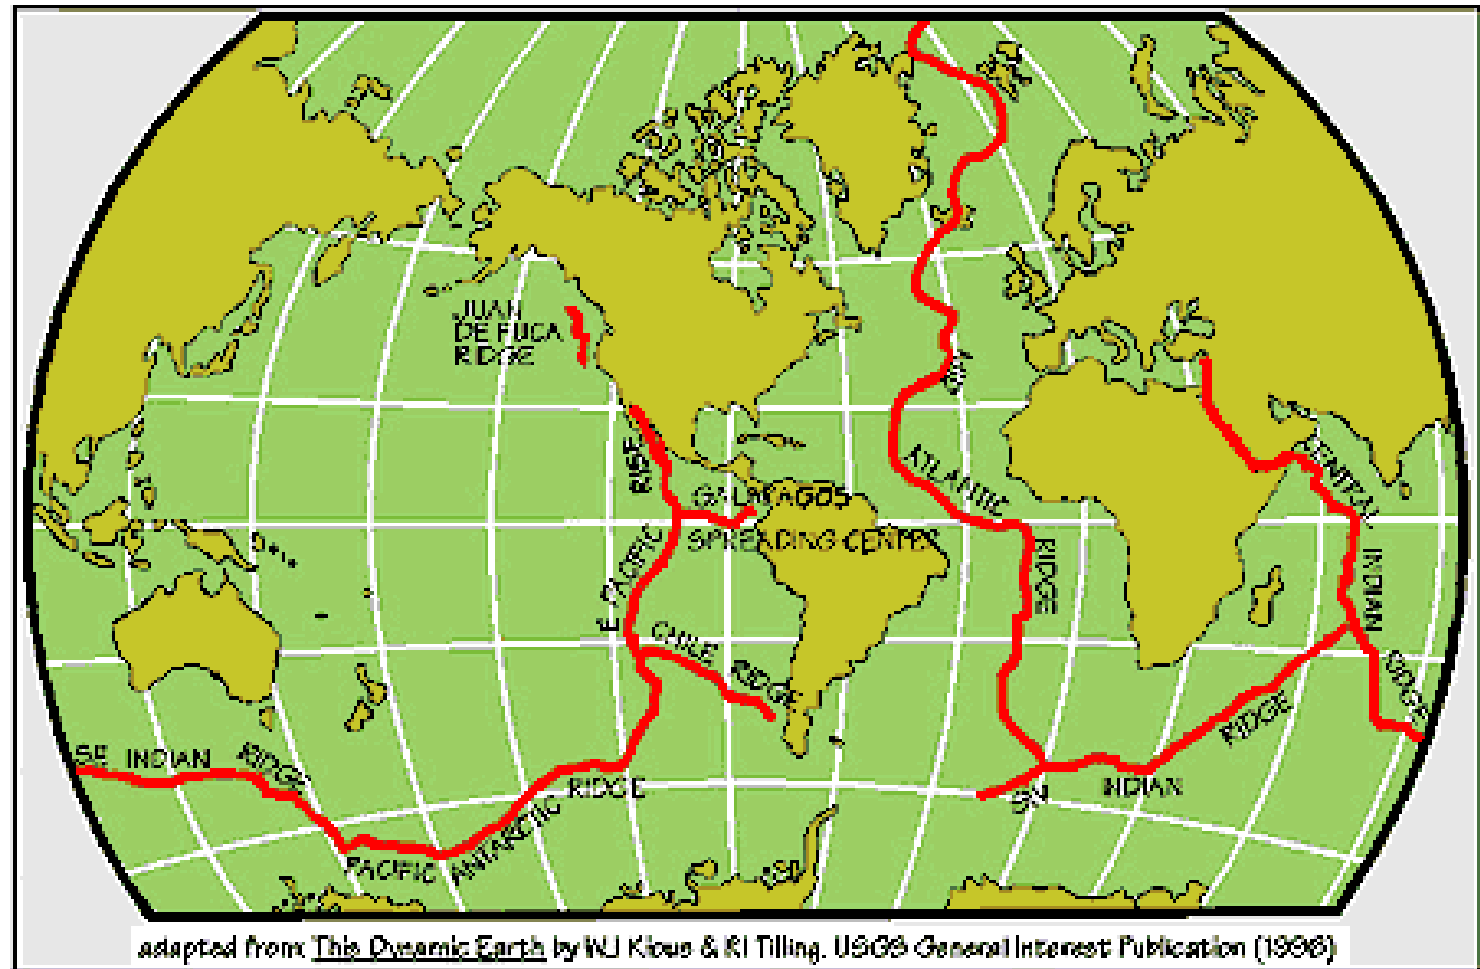 JUAN
DE FUCA
RIDGE
E PACIFIC RISE
GALAPAGOS
SPREADING CENTER
CHILE RIDGE
ATLANTIC RIDGE
CENTRAL INDIAN RIDGE
SE INDIAN RIDGE
PACIFIC ANTARCTIC RIDGE
SW INDIAN RIDGE
adapted from: This Dynamic Earth by WJ Kious & RI Tilling, USGS General Interest Publication (1996)